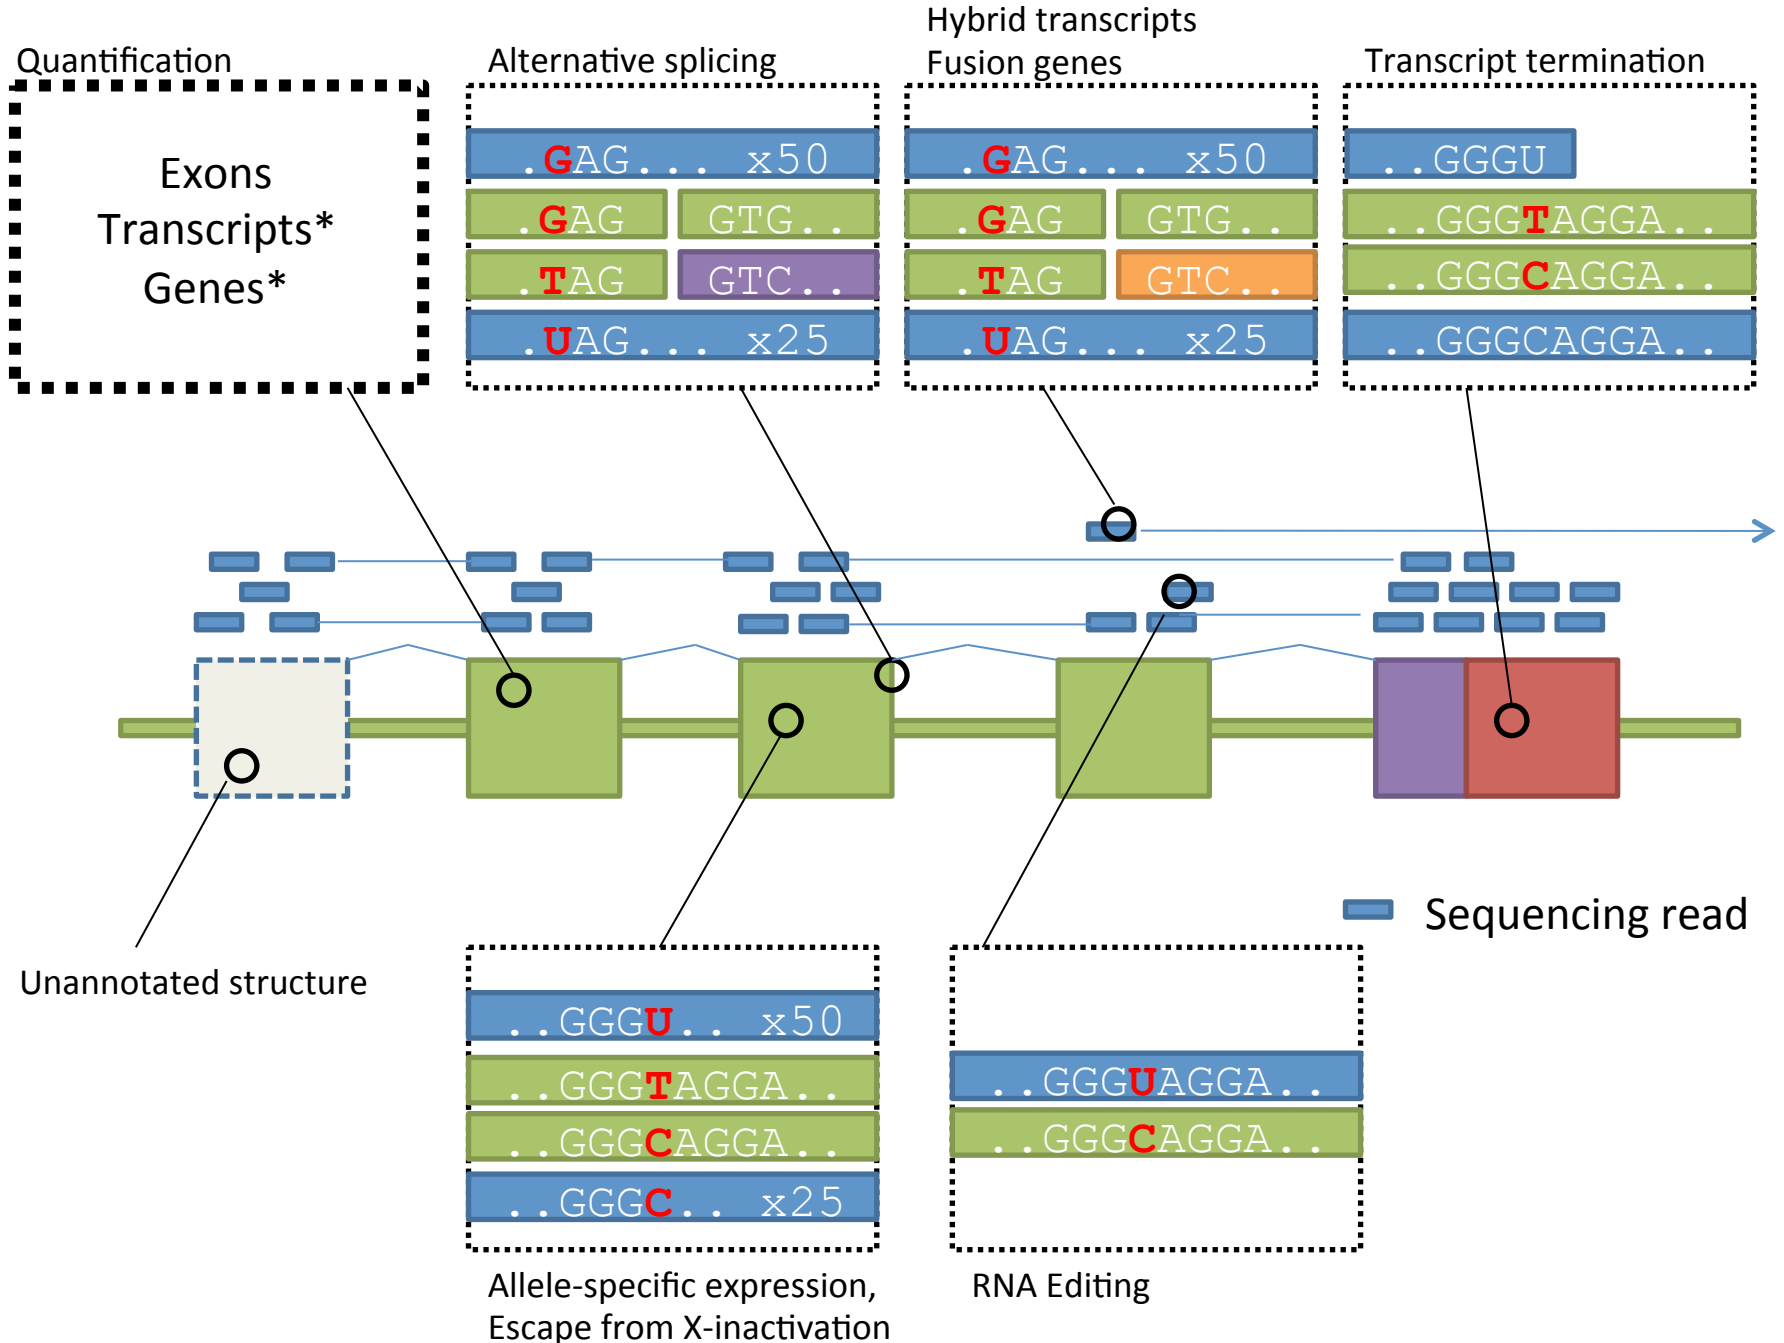 Quantification
Exons
Transcripts*
Genes*
Alternative splicing
.GAG... x50
.GAG GTG..
.TAG GTC..
.UAG... x25
Hybrid transcripts
Fusion genes
.GAG... x50
.GAG GTG..
.TAG GTC..
.UAG... x25
Transcript termination
..GGGU
..GGGTAGGA..
..GGGCAGGA..
..GGGCAGGA..
Sequencing read
Unannotated structure
..GGGU.. x50
..GGGTAGGA..
..GGGCAGGA..
..GGGC.. x25
Allele-specific expression,
Escape from X-inactivation
..GGGUAGGA..
..GGGCAGGA..
RNA Editing